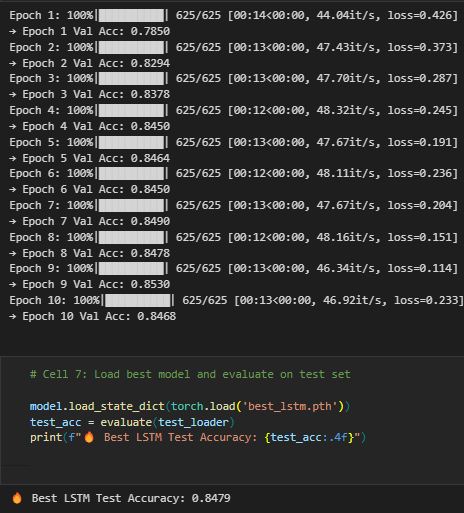 Epoch 1: 100%|██████████| 625/625 [00:14<00:00, 44.04it/s, loss=0.426]
→ Epoch 1 Val Acc: 0.7850
Epoch 2: 100%|██████████| 625/625 [00:13<00:00, 47.43it/s, loss=0.373]
→ Epoch 2 Val Acc: 0.8294
Epoch 3: 100%|██████████| 625/625 [00:13<00:00, 47.70it/s, loss=0.287]
→ Epoch 3 Val Acc: 0.8378
Epoch 4: 100%|██████████| 625/625 [00:12<00:00, 48.32it/s, loss=0.245]
→ Epoch 4 Val Acc: 0.8450
Epoch 5: 100%|██████████| 625/625 [00:13<00:00, 47.67it/s, loss=0.191]
→ Epoch 5 Val Acc: 0.8464
Epoch 6: 100%|██████████| 625/625 [00:12<00:00, 48.11it/s, loss=0.236]
→ Epoch 6 Val Acc: 0.8450
Epoch 7: 100%|██████████| 625/625 [00:13<00:00, 47.67it/s, loss=0.204]
→ Epoch 7 Val Acc: 0.8490
Epoch 8: 100%|██████████| 625/625 [00:12<00:00, 48.16it/s, loss=0.151]
→ Epoch 8 Val Acc: 0.8478
Epoch 9: 100%|██████████| 625/625 [00:13<00:00, 46.34it/s, loss=0.114]
→ Epoch 9 Val Acc: 0.8530
Epoch 10: 100%|██████████| 625/625 [00:13<00:00, 46.92it/s, loss=0.233]
→ Epoch 10 Val Acc: 0.8468
# Cell 7: Load best model and evaluate on test set
model.load_state_dict(torch.load('best_lstm.pth'))
test_acc = evaluate(test_loader)
print(f"🔥 Best LSTM Test Accuracy: {test_acc:.4f}")
🔥 Best LSTM Test Accuracy: 0.8479